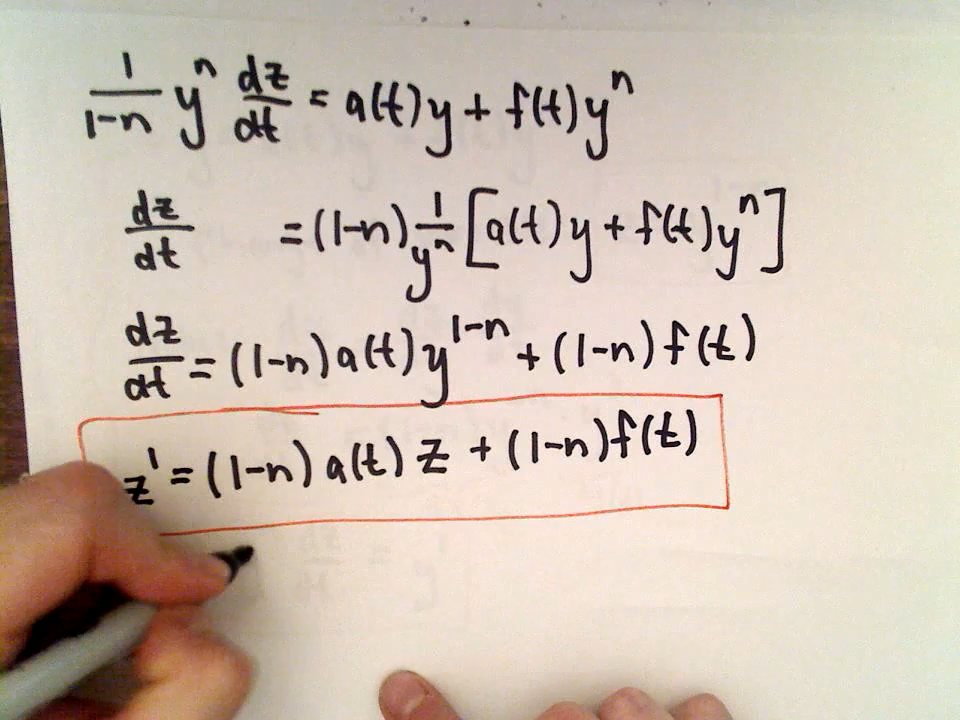 1/(1-n) y^n dz/dt = a(t)y + f(t)y^n
dz/dt = (1-n) 1/y^n [a(t)y + f(t)y^n]
dz/dt = (1-n)a(t)y^(1-n) + (1-n)f(t)
z' = (1-n)a(t)z + (1-n)f(t)